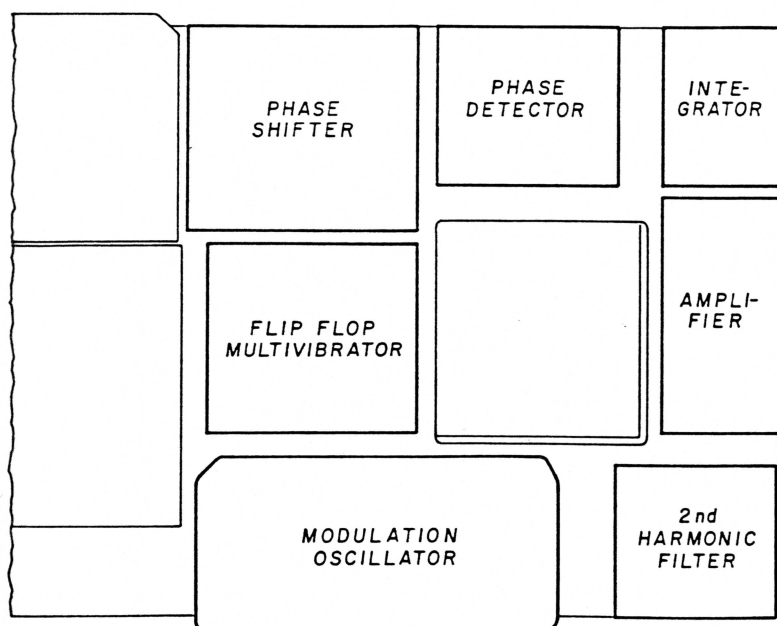 PHASE
SHIFTER
PHASE
DETECTOR
INTE-
GRATOR
FLIP FLOP
MULTIVIBRATOR
AMPLI-
FIER
MODULATION
OSCILLATOR
2nd
HARMONIC
FILTER